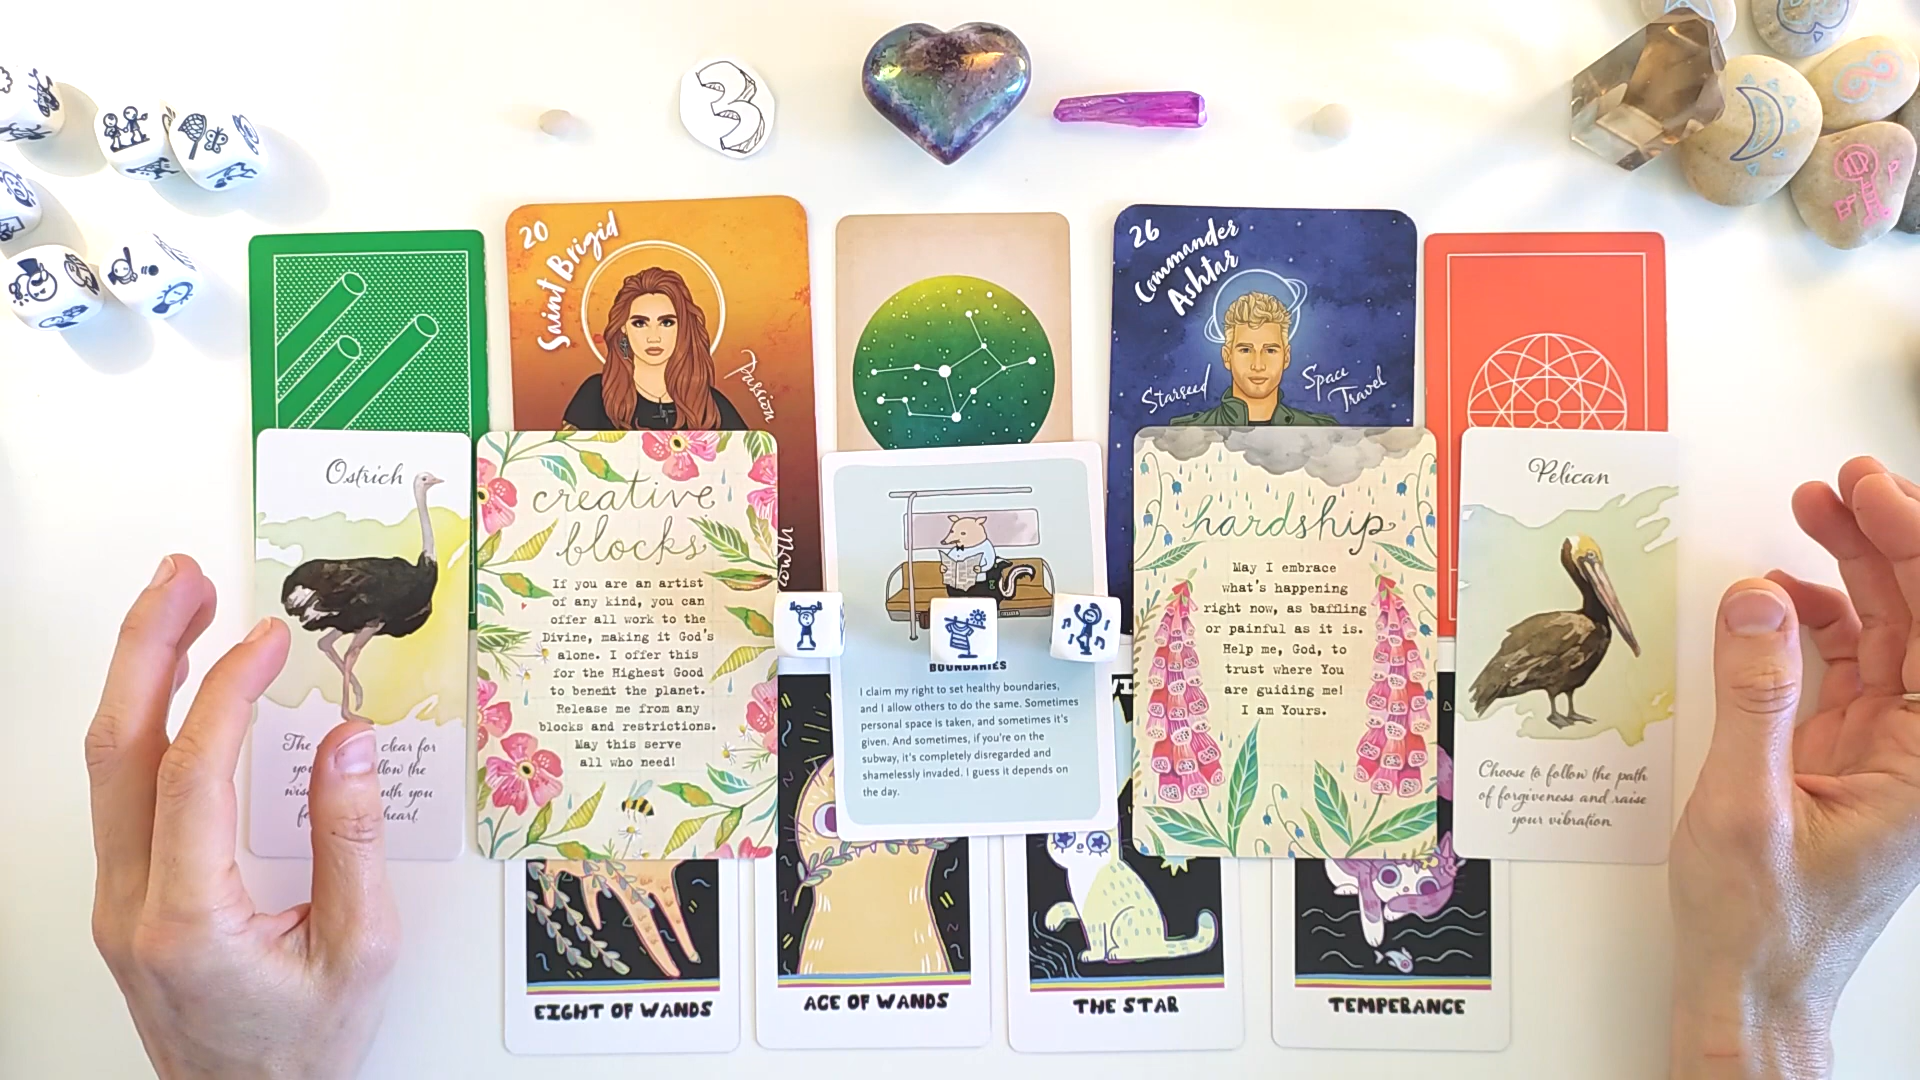 3
20
Saint Brigid
Passion
26
Commander
Ashtar
Starseed
Space
Travel
Ostrich
The clear for
follow the
you
heart.
creative
blocks
If you are an artist
of any kind, you can
offer all work to the
Divine, making it God's
alone. I offer this
for the Highest Good
to benefit the planet.
Release me from any
blocks and restrictions.
May this serve
all who need!
BOUNDARIES
I claim my right to set healthy boundaries,
and I allow others to do the same. Sometimes
personal space is taken, and sometimes it's
given. And sometimes, if you're on the
subway, it's completely disregarded and
shamelessly invaded. I guess it depends on
the day.
hardship
May I embrace
what's happening
right now, as baffling
or painful as it is.
Help me, God, to
trust where You
are guiding me!
I am Yours.
Pelican
Choose to follow the path
of forgiveness and raise
your vibration.
EIGHT OF WANDS
ACE OF WANDS
THE STAR
TEMPERANCE